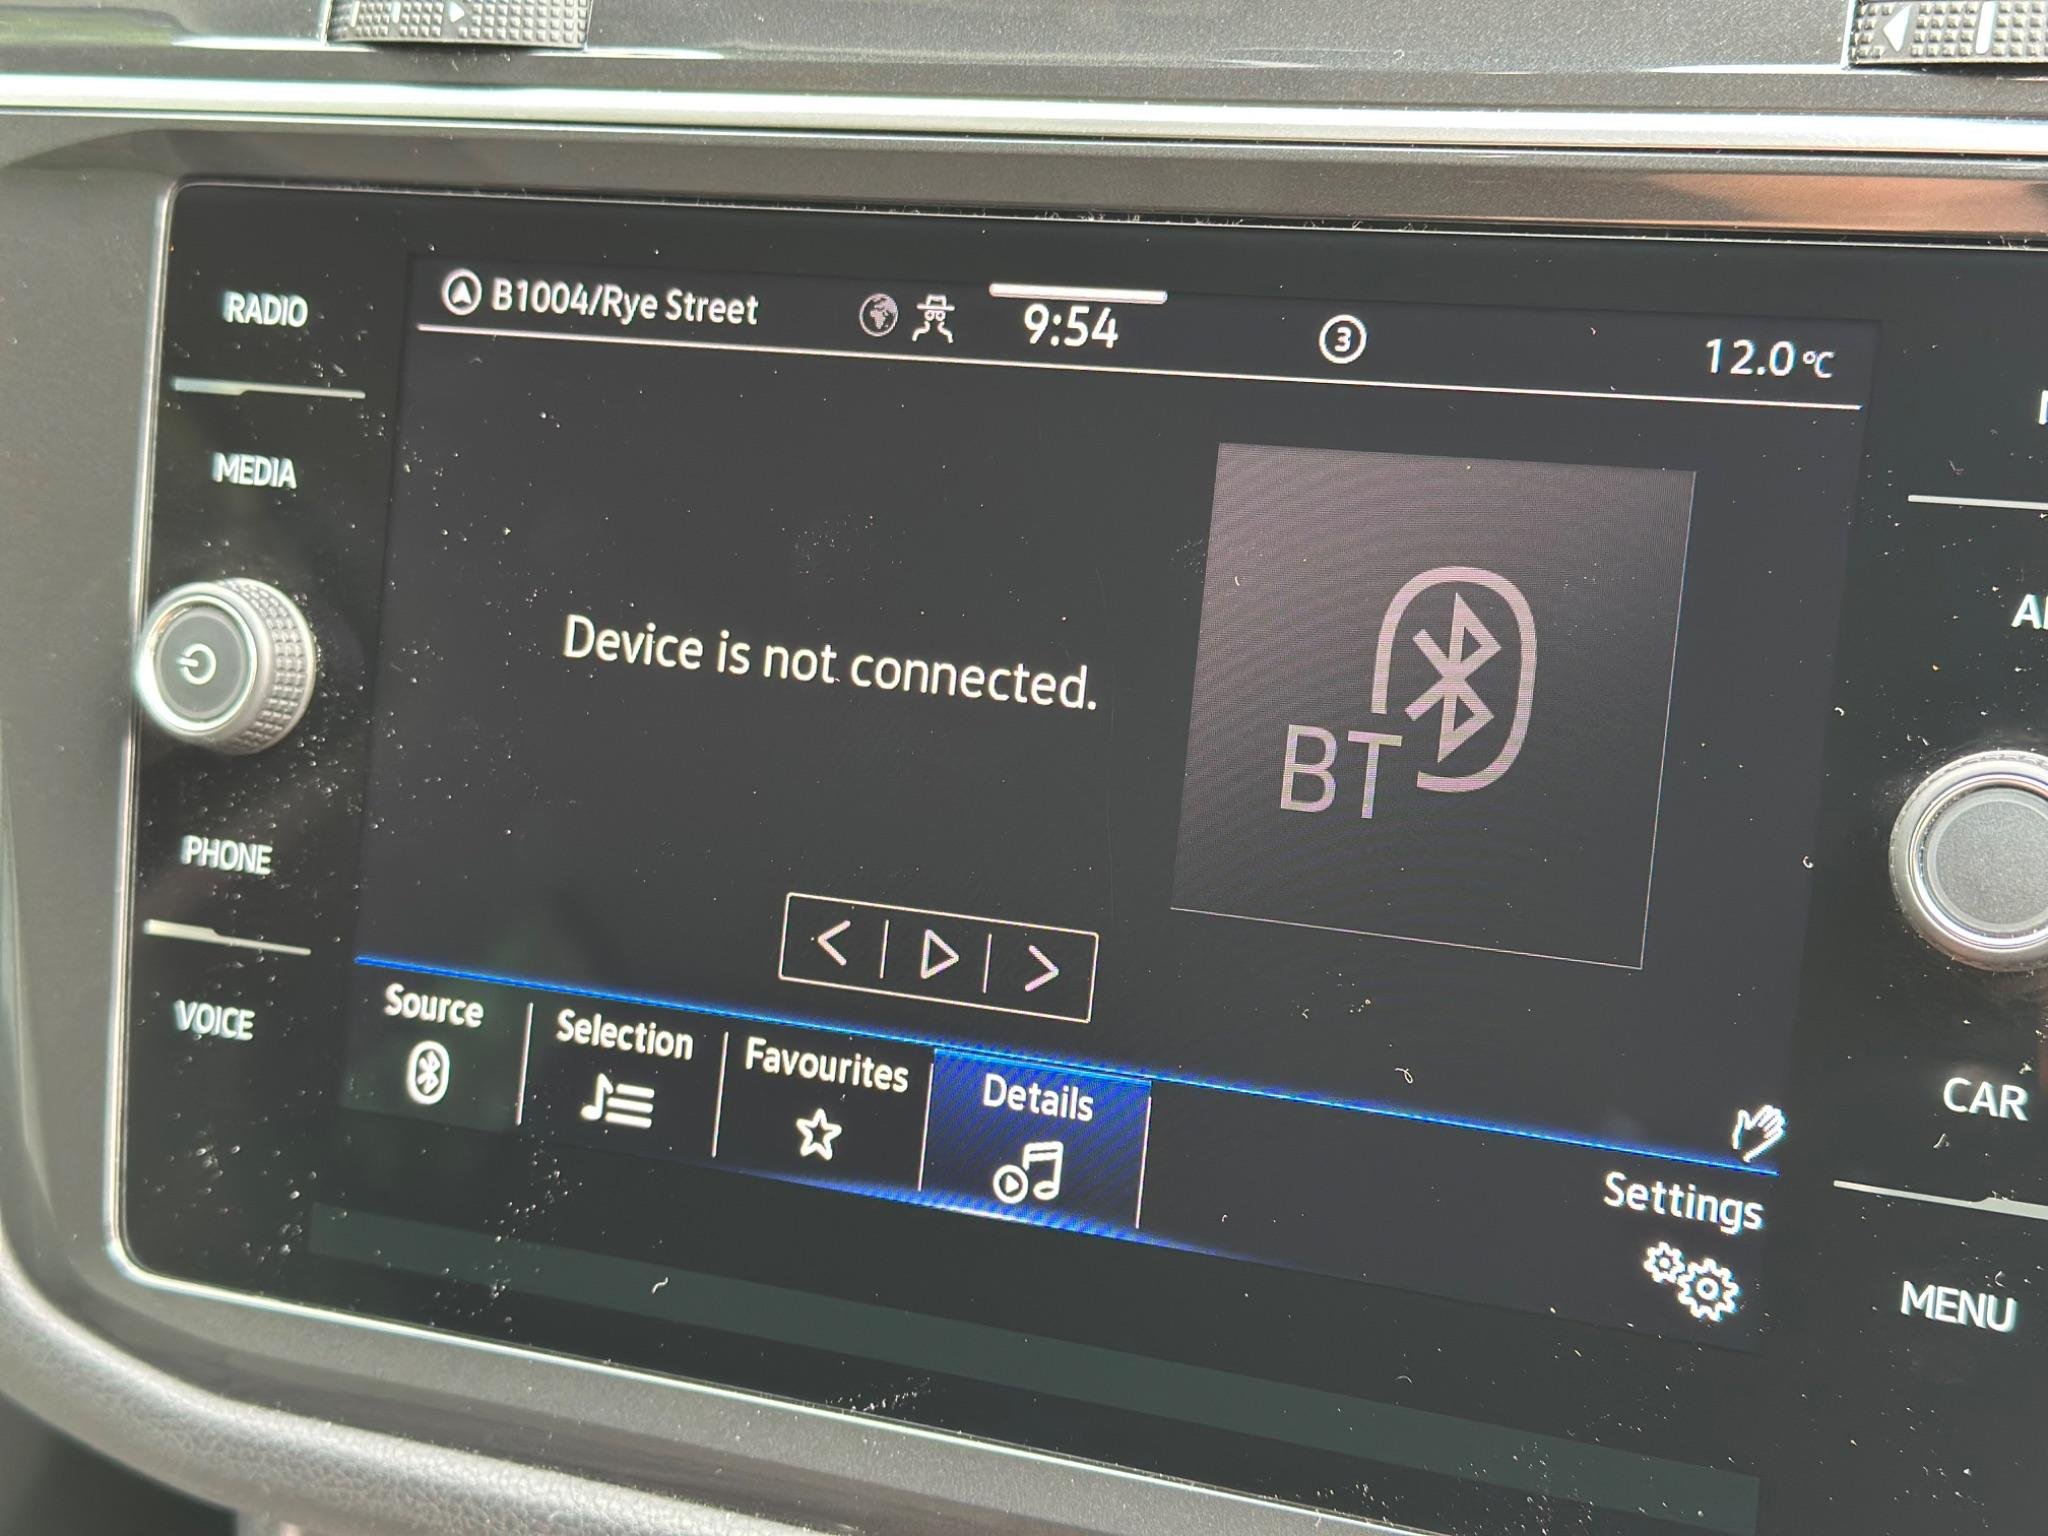 RADIO
MEDIA
PHONE
VOICE
B1004/Rye Street
9:54
3
12.0°C
Device is not connected.
BT
Source
Selection
Favourites
Details
Settings
CAR
MENU